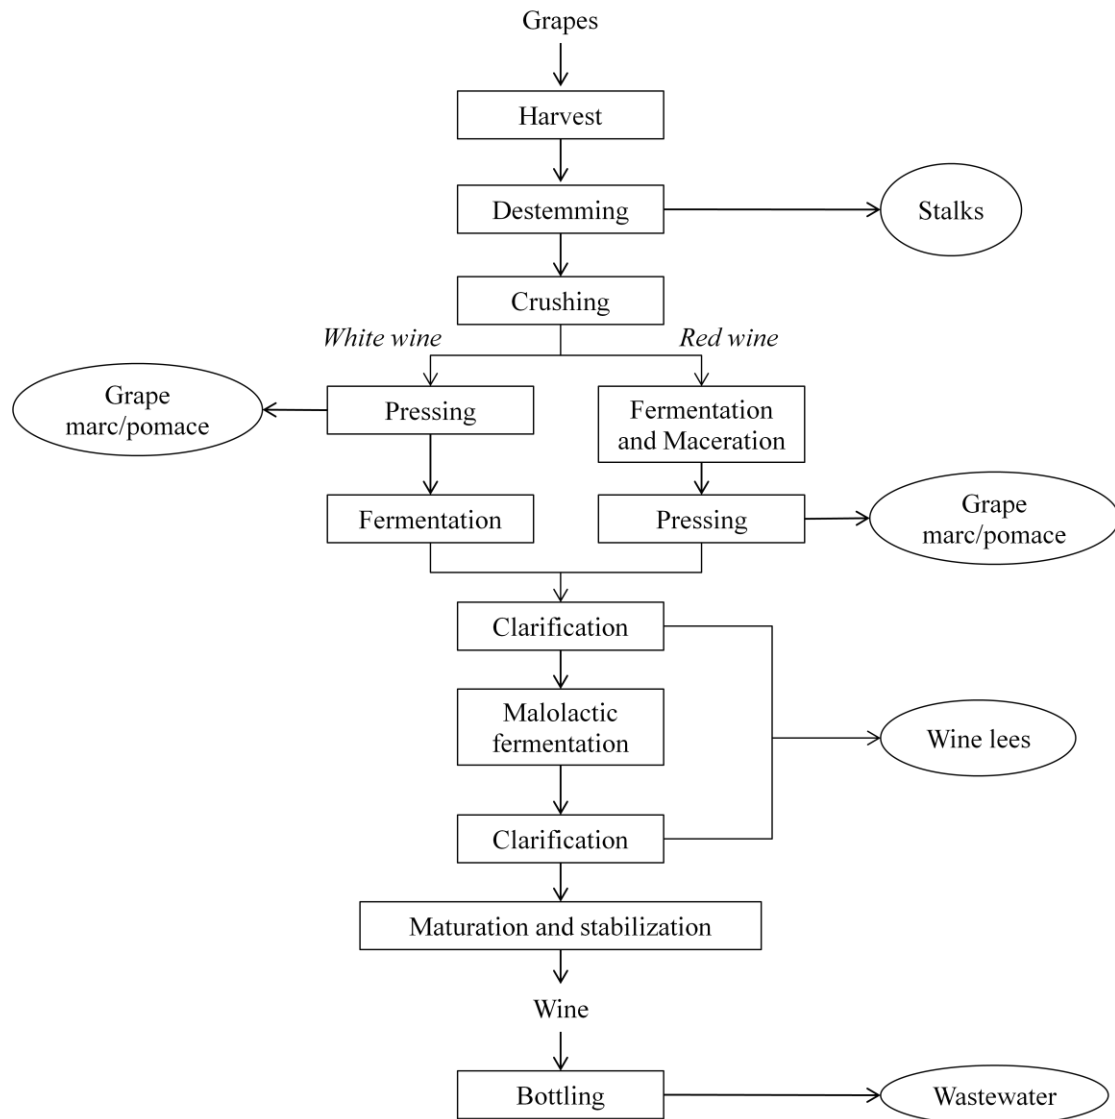 Grapes
Harvest
Destemming
Stalks
Crushing
White wine
Red wine
Grape
marc/pomace
Pressing
Fermentation
and Maceration
Fermentation
Pressing
Grape
marc/pomace
Clarification
Malolactic
fermentation
Wine lees
Clarification
Maturation and stabilization
Wine
Bottling
Wastewater